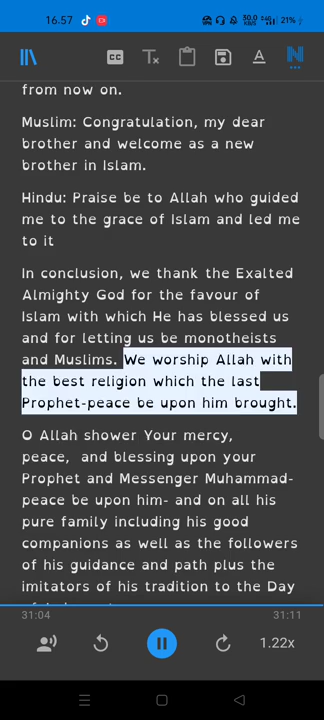 16.57
30.0
KB/s
4G
21%
CC
T
A
N
from now on.
Muslim: Congratulation, my dear
brother and welcome as a new
brother in Islam.
Hindu: Praise be to Allah who guided
me to the grace of Islam and led me
to it
In conclusion, we thank the Exalted
Almighty God for the favour of
Islam with which He has blessed us
and for letting us be monotheists
and Muslims. We worship Allah with
the best religion which the last
Prophet-peace be upon him brought.
O Allah shower Your mercy,
peace,  and blessing upon your
Prophet and Messenger Muhammad-
peace be upon him- and on all his
pure family including his good
companions as well as the followers
of his guidance and path plus the
imitators of his tradition to the Day
31:04
31:11
1.22x